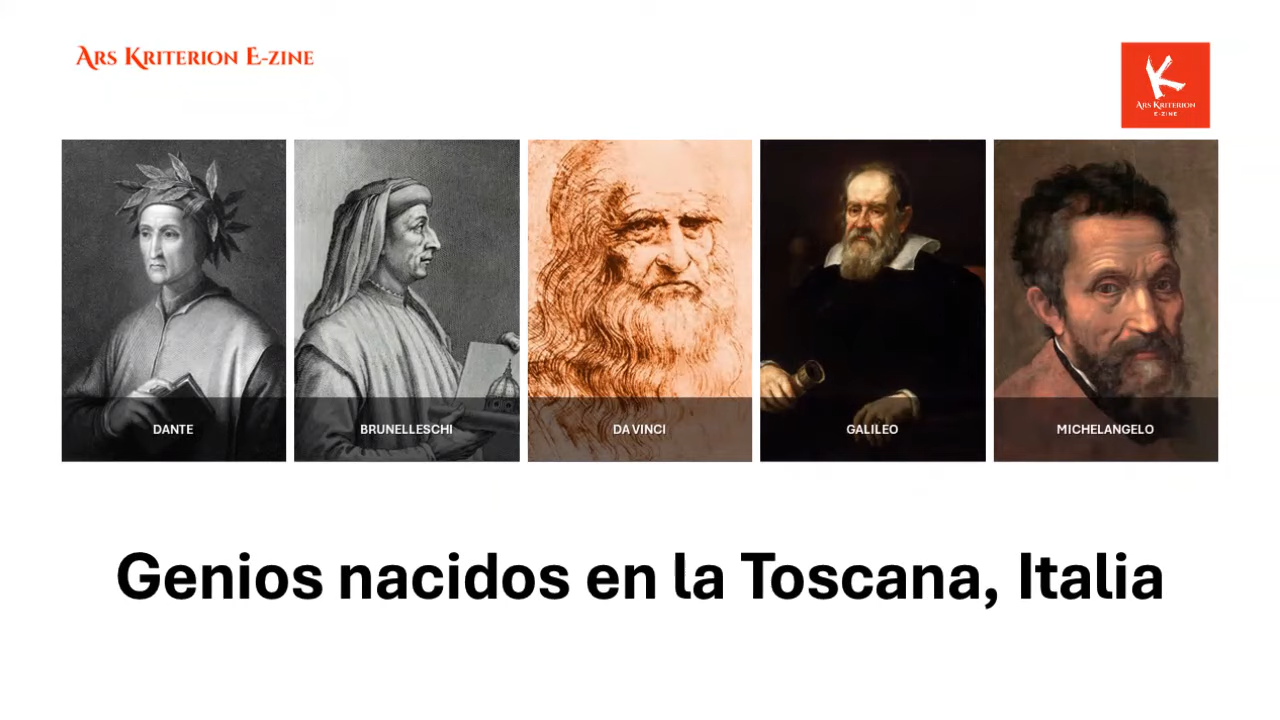 Ars Kriterion E-zine
K
Ars Kriterion
E-ZINE
DANTE
BRUNELLESCHI
DA VINCI
GALILEO
MICHELANGELO
Genios nacidos en la Toscana, Italia